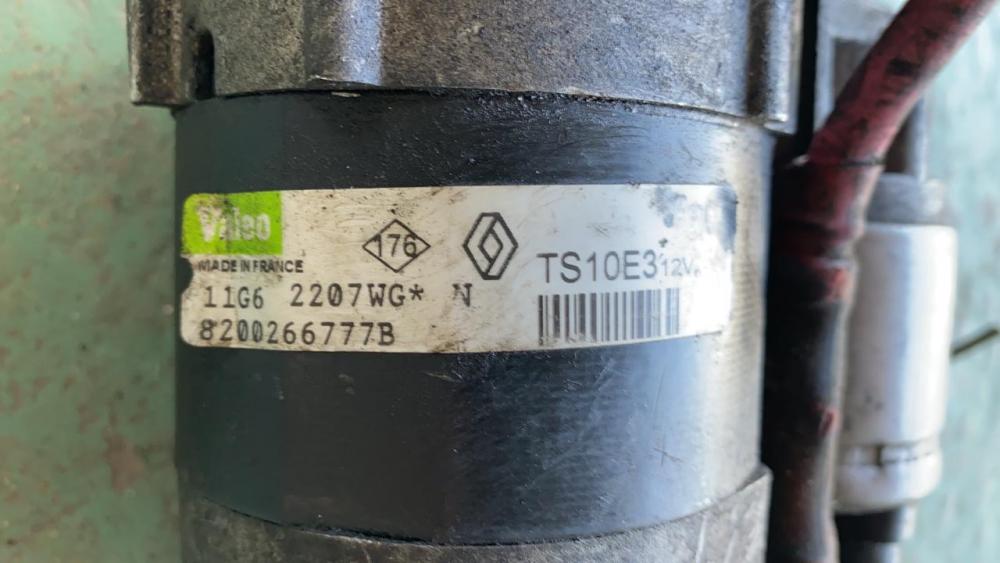 Valeo
176
MADE IN FRANCE
TS10E3 12V
11G6 2207WG* N
8200266777B